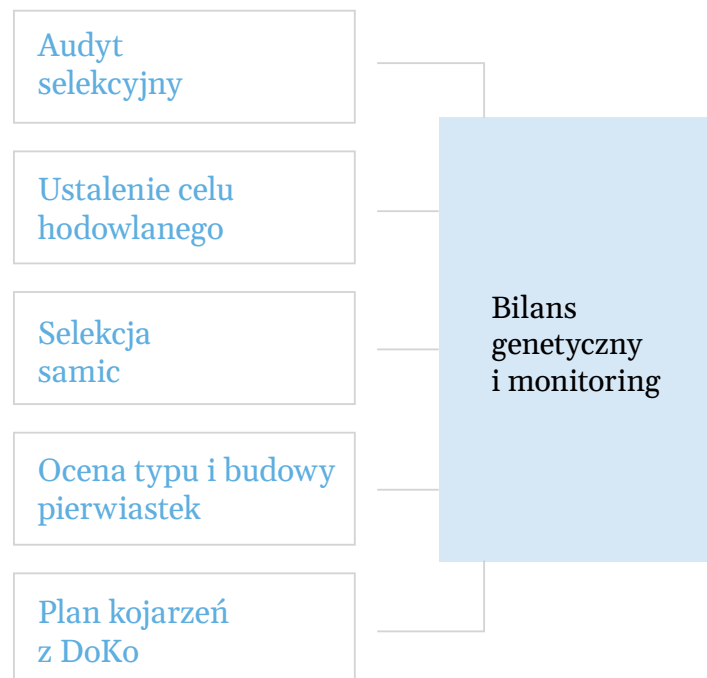 Audyt
selekcyjny
Ustalenie celu
hodowlanego
Selekcja
samic
Ocena typu i budowy
pierwiastek
Plan kojarzeń
z DoKo
Bilans
genetyczny
i monitoring